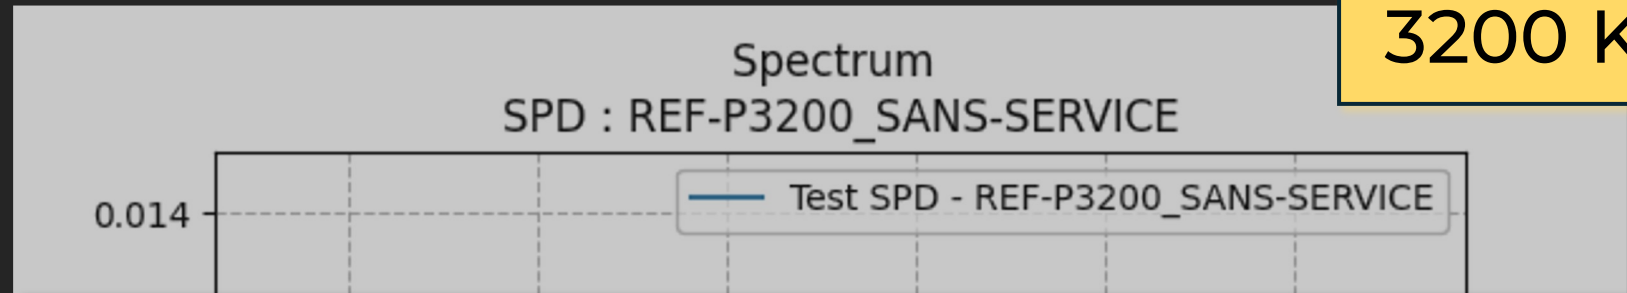 3200 K
Spectrum
SPD : REF-P3200_SANS-SERVICE
Test SPD - REF-P3200_SANS-SERVICE
0.014